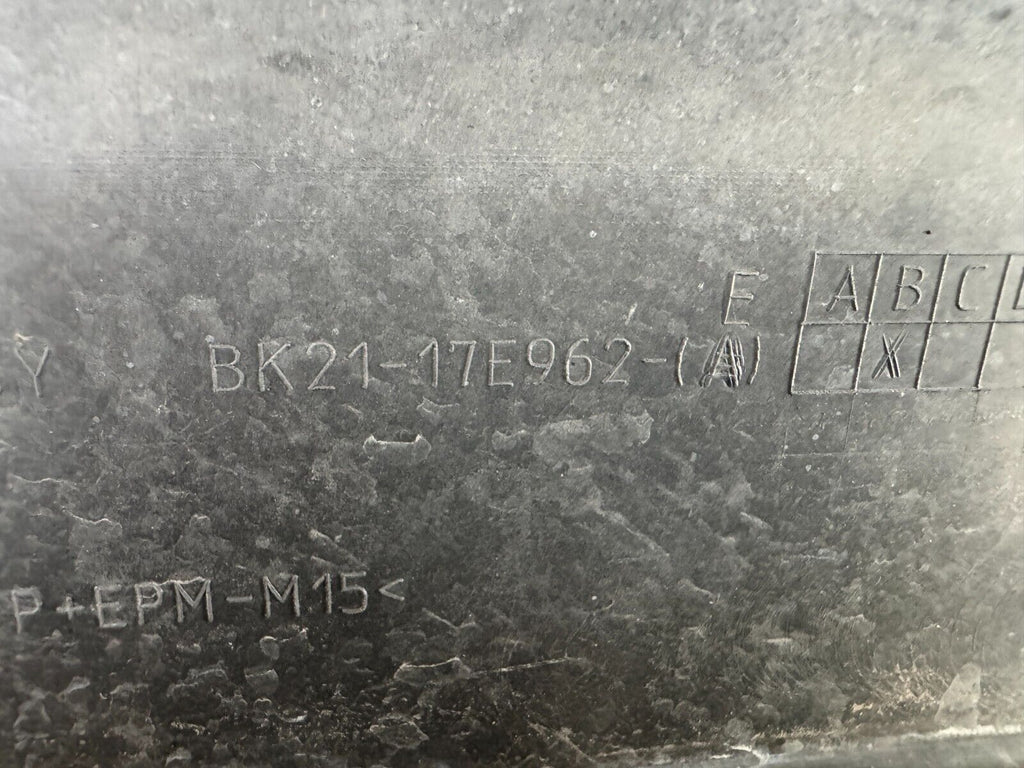 E
A B C
Y BK21-17E962-(A) X
P+EPM-M15<